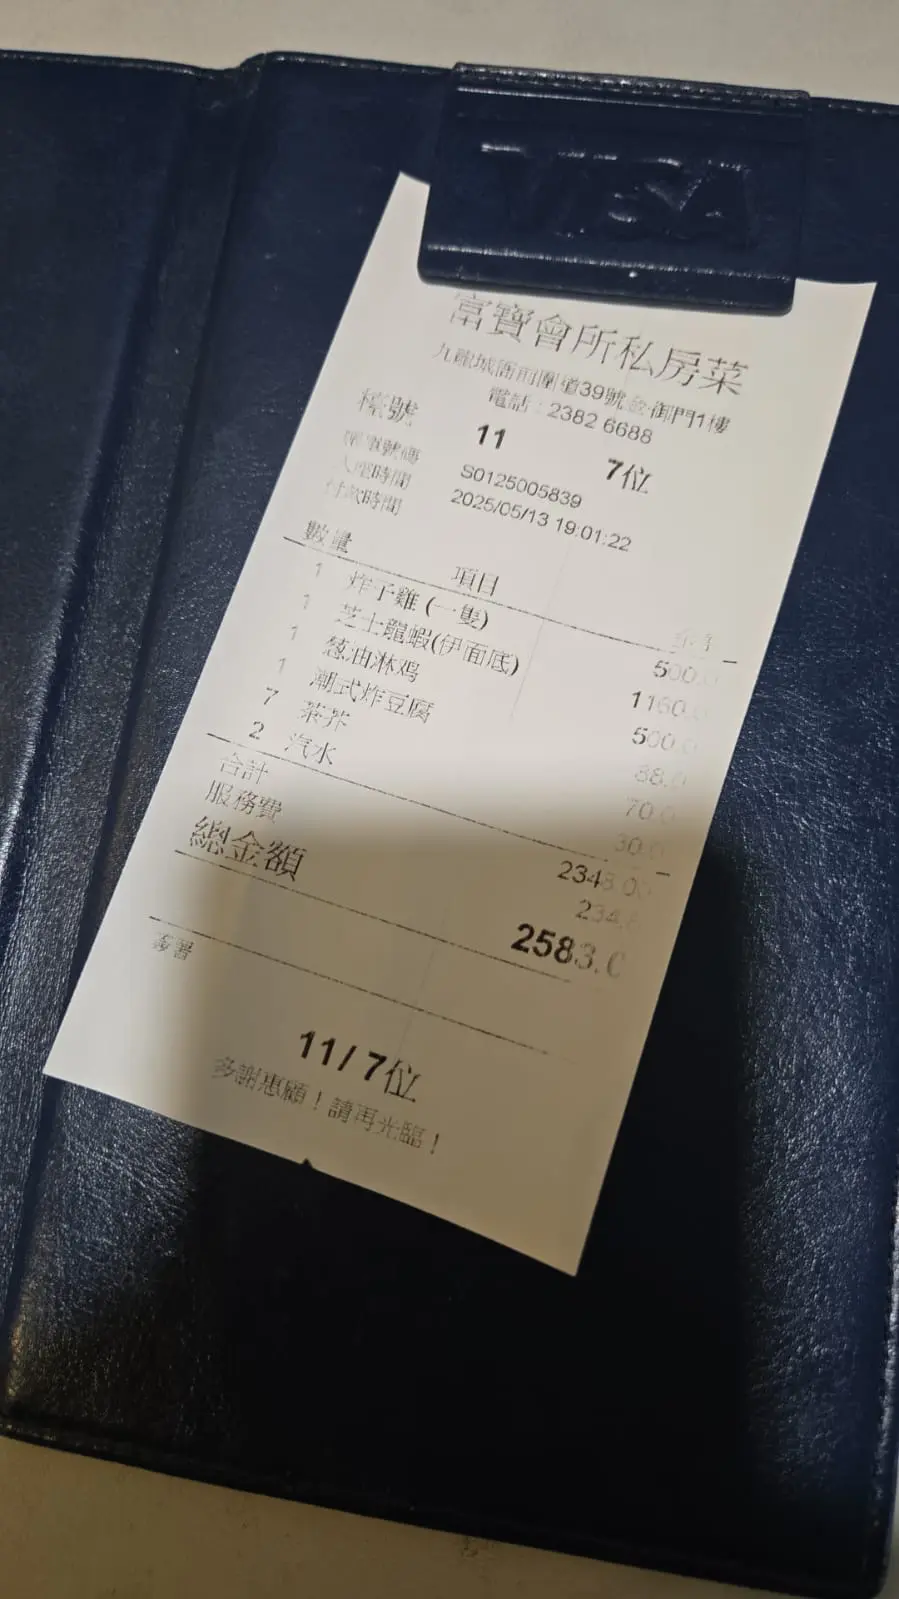 VISA
富寶會所私房菜
九龍城衙前圍道39號金御門1樓
電話：2382 6688
檯號 11 7位
單號碼 S0125005839
入座時間 2025/05/13 19:01:22
付款時間
數量 項目
1 炸子雞 (一隻) 500.
1 芝士龍蝦(伊面底) 1160.
1 葱油淋鸡 500.0
1 潮式炸豆腐 88.0
7 茶芥 70.0
2 汽水 30.0
合計 2348.00
服務費 234.8
總金額 2583.0
簽署
11 / 7位
多謝惠顧！請再光臨！